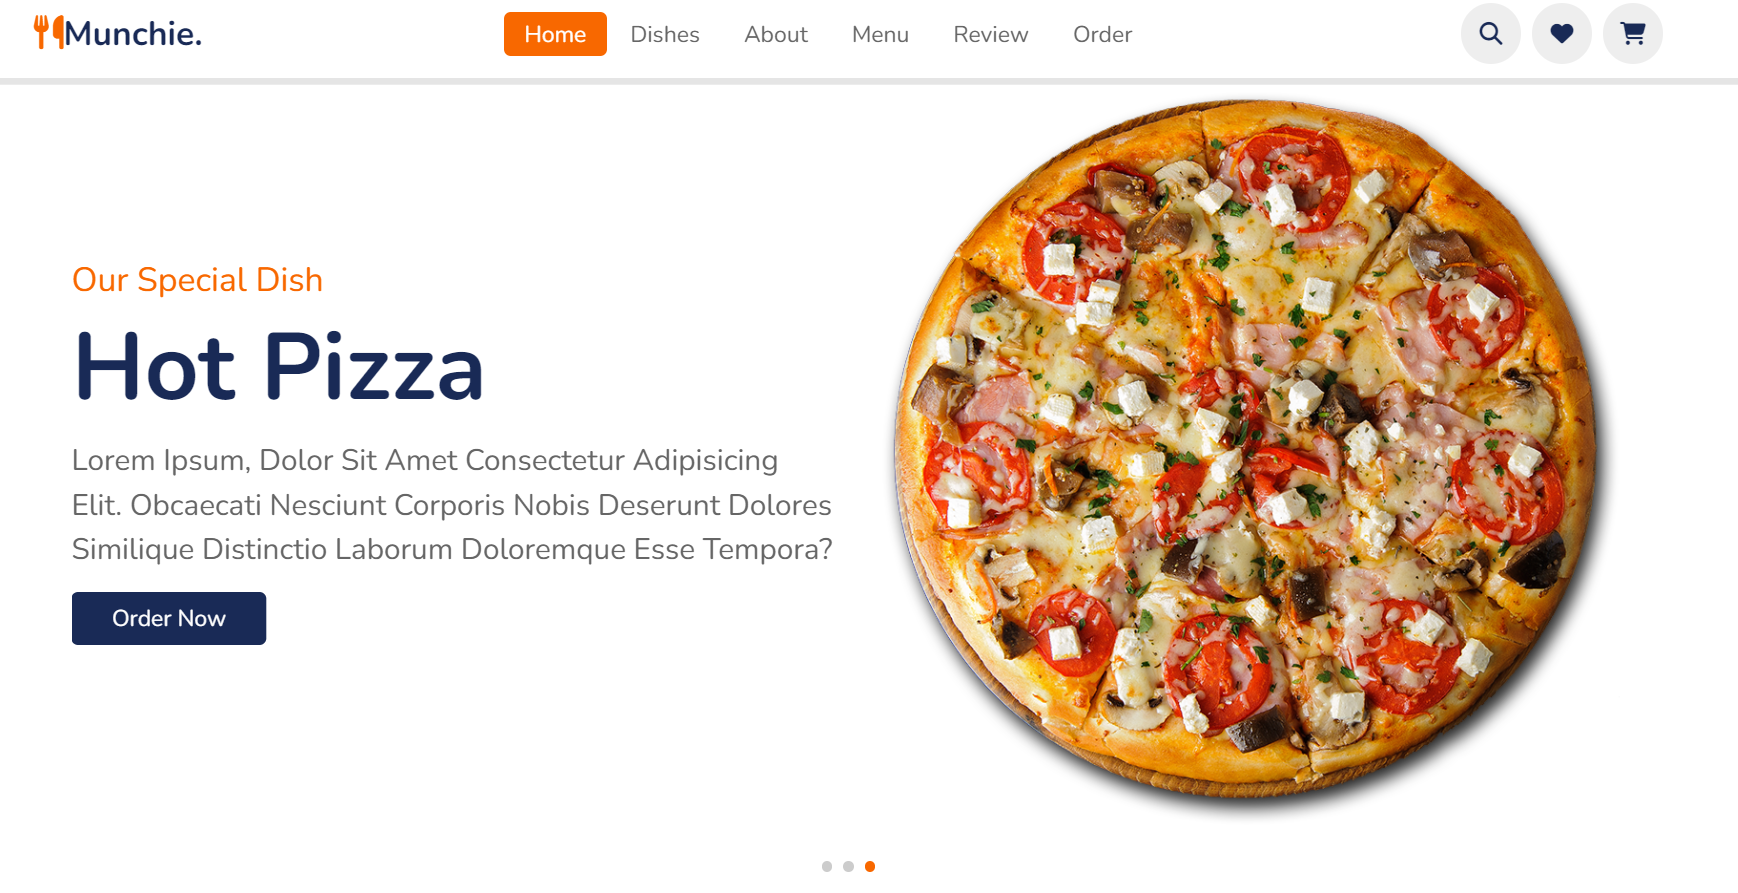 Munchie.
Home Dishes About Menu Review Order
Our Special Dish
Hot Pizza
Lorem Ipsum, Dolor Sit Amet Consectetur Adipisicing
Elit. Obcaecati Nesciunt Corporis Nobis Deserunt Dolores
Similique Distinctio Laborum Doloremque Esse Tempora?
Order Now